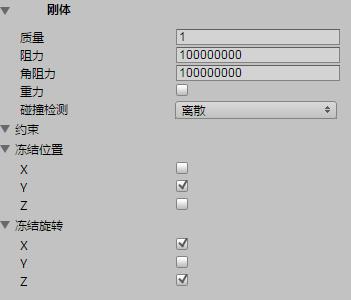 刚体
质量 1
阻力 100000000
角阻力 100000000
重力
碰撞检测 离散
约束
冻结位置
X
Y
Z
冻结旋转
X
Y
Z